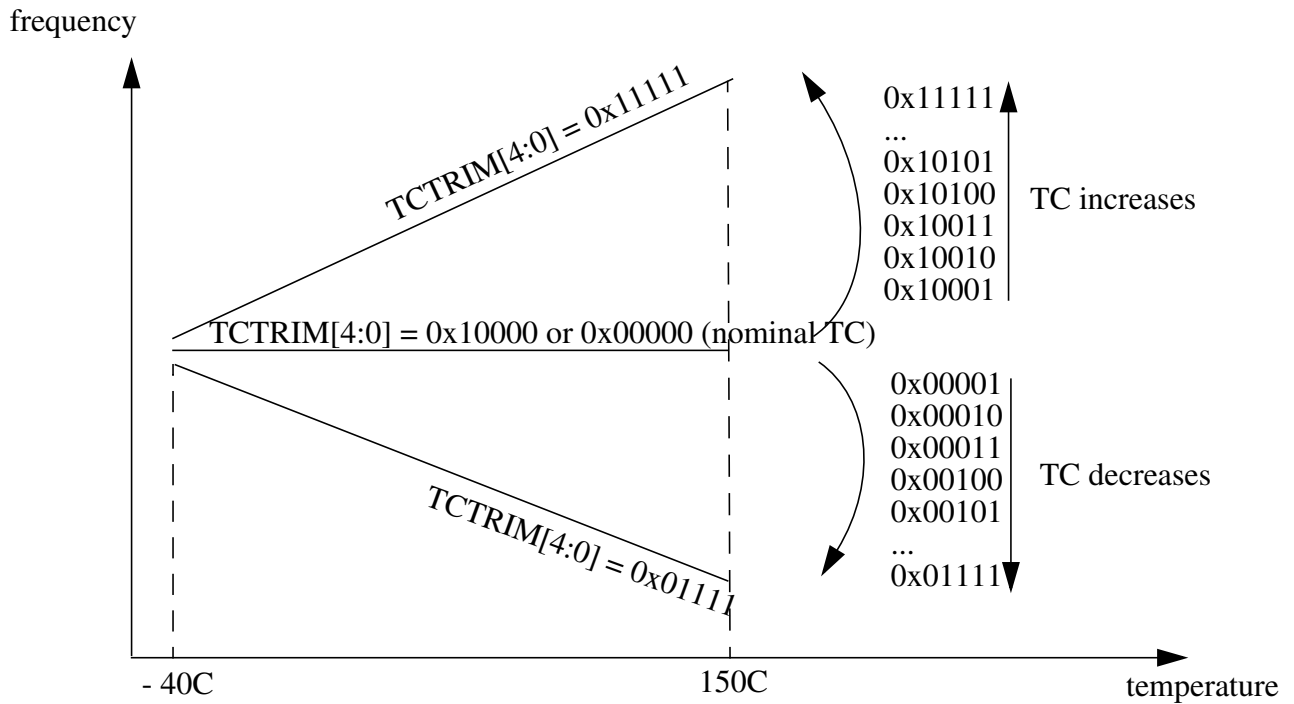 frequency
TCTRIM[4:0] = 0x11111
0x11111
...
0x10101
0x10100
0x10011
0x10010
0x10001
TC increases
TCTRIM[4:0] = 0x10000 or 0x00000 (nominal TC)
0x00001
0x00010
0x00011
0x00100
0x00101
...
0x01111
TC decreases
TCTRIM[4:0] = 0x01111
- 40C
150C
temperature